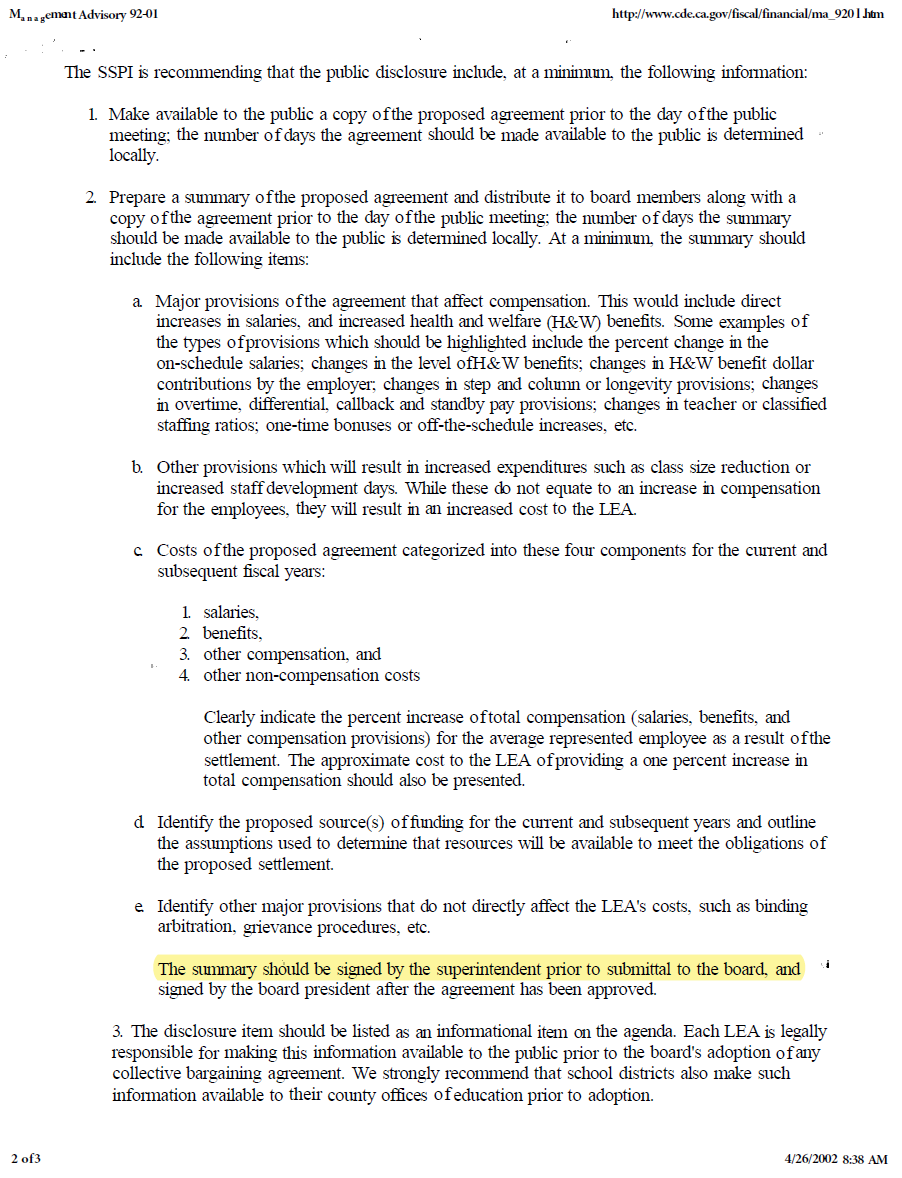 Management Advisory 92-01
http://www.cde.ca.gov/fiscal/financial/ma_9201.htm
The SSPI is recommending that the public disclosure include, at a minimum, the following information:
1. Make available to the public a copy of the proposed agreement prior to the day of the public
meeting; the number of days the agreement should be made available to the public is determined
locally.
2. Prepare a summary of the proposed agreement and distribute it to board members along with a
copy of the agreement prior to the day of the public meeting; the number of days the summary
should be made available to the public is determined locally. At a minimum, the summary should
include the following items:
a. Major provisions of the agreement that affect compensation. This would include direct
increases in salaries, and increased health and welfare (H&W) benefits. Some examples of
the types of provisions which should be highlighted include the percent change in the
on-schedule salaries; changes in the level of H&W benefits; changes in H&W benefit dollar
contributions by the employer; changes in step and column or longevity provisions; changes
in overtime, differential, callback and standby pay provisions; changes in teacher or classified
staffing ratios; one-time bonuses or off-the-schedule increases, etc.
b. Other provisions which will result in increased expenditures such as class size reduction or
increased staff development days. While these do not equate to an increase in compensation
for the employees, they will result in an increased cost to the LEA.
c. Costs of the proposed agreement categorized into these four components for the current and
subsequent fiscal years:
1. salaries,
2. benefits,
3. other compensation, and
4. other non-compensation costs
Clearly indicate the percent increase of total compensation (salaries, benefits, and
other compensation provisions) for the average represented employee as a result of the
settlement. The approximate cost to the LEA of providing a one percent increase in
total compensation should also be presented.
d. Identify the proposed source(s) of funding for the current and subsequent years and outline
the assumptions used to determine that resources will be available to meet the obligations of
the proposed settlement.
e. Identify other major provisions that do not directly affect the LEA's costs, such as binding
arbitration, grievance procedures, etc.
The summary should be signed by the superintendent prior to submittal to the board, and
signed by the board president after the agreement has been approved.
3. The disclosure item should be listed as an informational item on the agenda. Each LEA is legally
responsible for making this information available to the public prior to the board's adoption of any
collective bargaining agreement. We strongly recommend that school districts also make such
information available to their county offices of education prior to adoption.
2 of 3
4/26/2002 8:38 AM